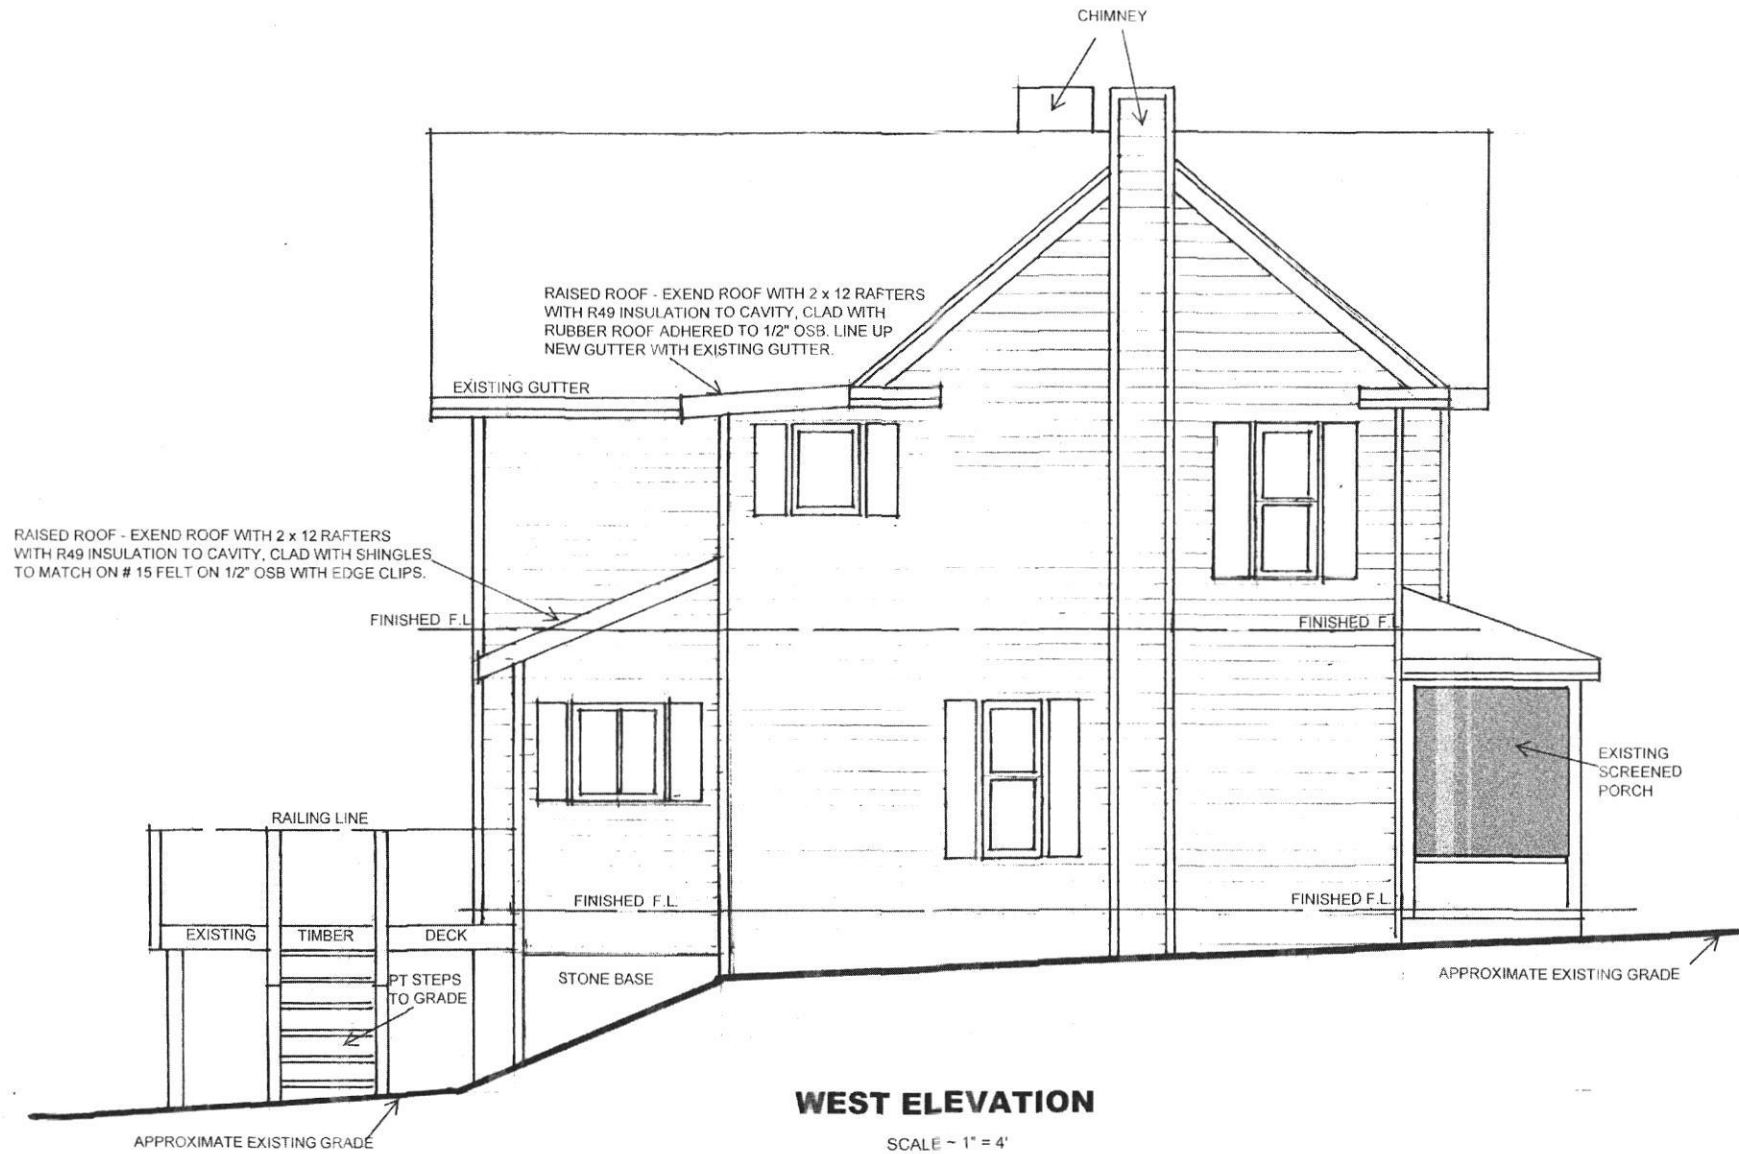 CHIMNEY
RAISED ROOF - EXEND ROOF WITH 2 x 12 RAFTERS
WITH R49 INSULATION TO CAVITY, CLAD WITH
RUBBER ROOF ADHERED TO 1/2" OSB. LINE UP
NEW GUTTER WITH EXISTING GUTTER.
EXISTING GUTTER
RAISED ROOF - EXEND ROOF WITH 2 x 12 RAFTERS
WITH R49 INSULATION TO CAVITY, CLAD WITH SHINGLES
TO MATCH ON # 15 FELT ON 1/2" OSB WITH EDGE CLIPS.
FINISHED F.L
FINISHED F.L
EXISTING
SCREENED
PORCH
RAILING LINE
FINISHED F.L.
FINISHED F.L.
EXISTING TIMBER DECK
PT STEPS
TO GRADE
STONE BASE
APPROXIMATE EXISTING GRADE
APPROXIMATE EXISTING GRADE
WEST ELEVATION
SCALE ~ 1" = 4'